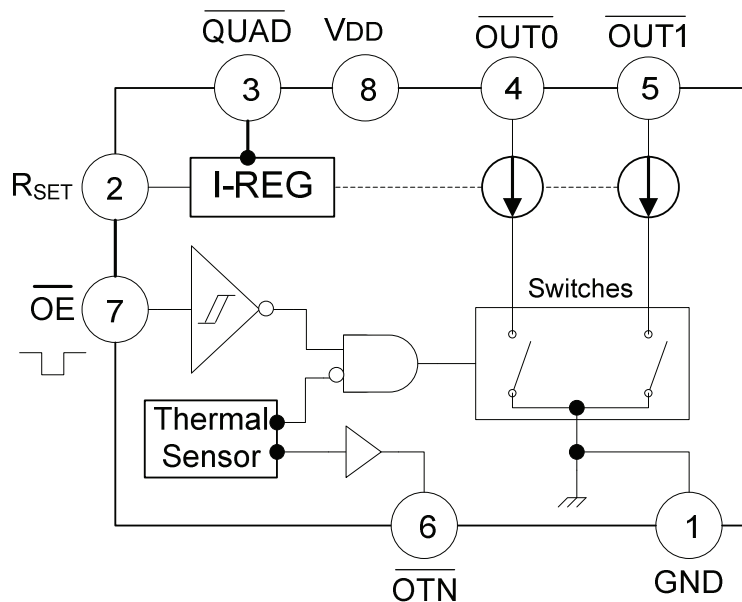 QUAD
VDD
OUT0
OUT1
3
8
4
5
RSET
2
I-REG
OE
7
Switches
Thermal
Sensor
6
1
OTN
GND